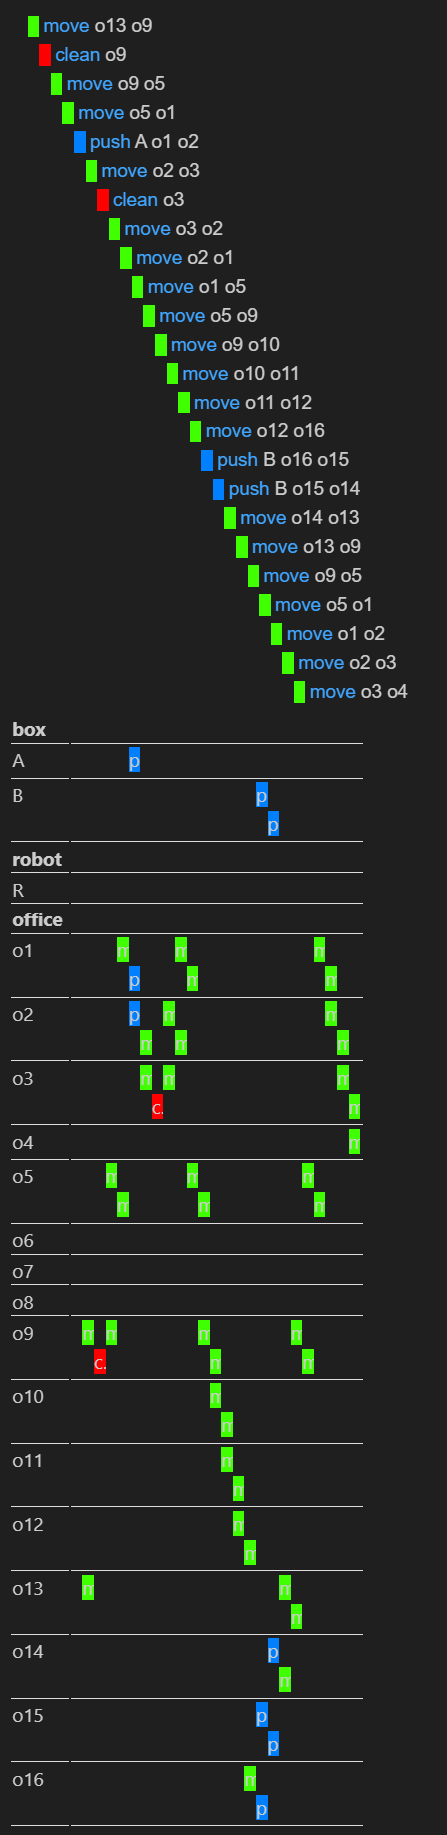 move o13 o9
clean o9
move o9 o5
move o5 o1
push A o1 o2
move o2 o3
clean o3
move o3 o2
move o2 o1
move o1 o5
move o5 o9
move o9 o10
move o10 o11
move o11 o12
move o12 o16
push B o16 o15
push B o15 o14
move o14 o13
move o13 o9
move o9 o5
move o5 o1
move o1 o2
move o2 o3
move o3 o4
box
A p
B p
p
robot
R
office
o1 m m m
p m m
o2 p m m
m m m
o3 m m m
c. m
o4 m
o5 m m m
m m m
o6
o7
o8
o9 m m m m
c. m m
o10 m
m
o11 m
m
o12 m
m
o13 m m
m
o14 p
m
o15 p
p
o16 m
p